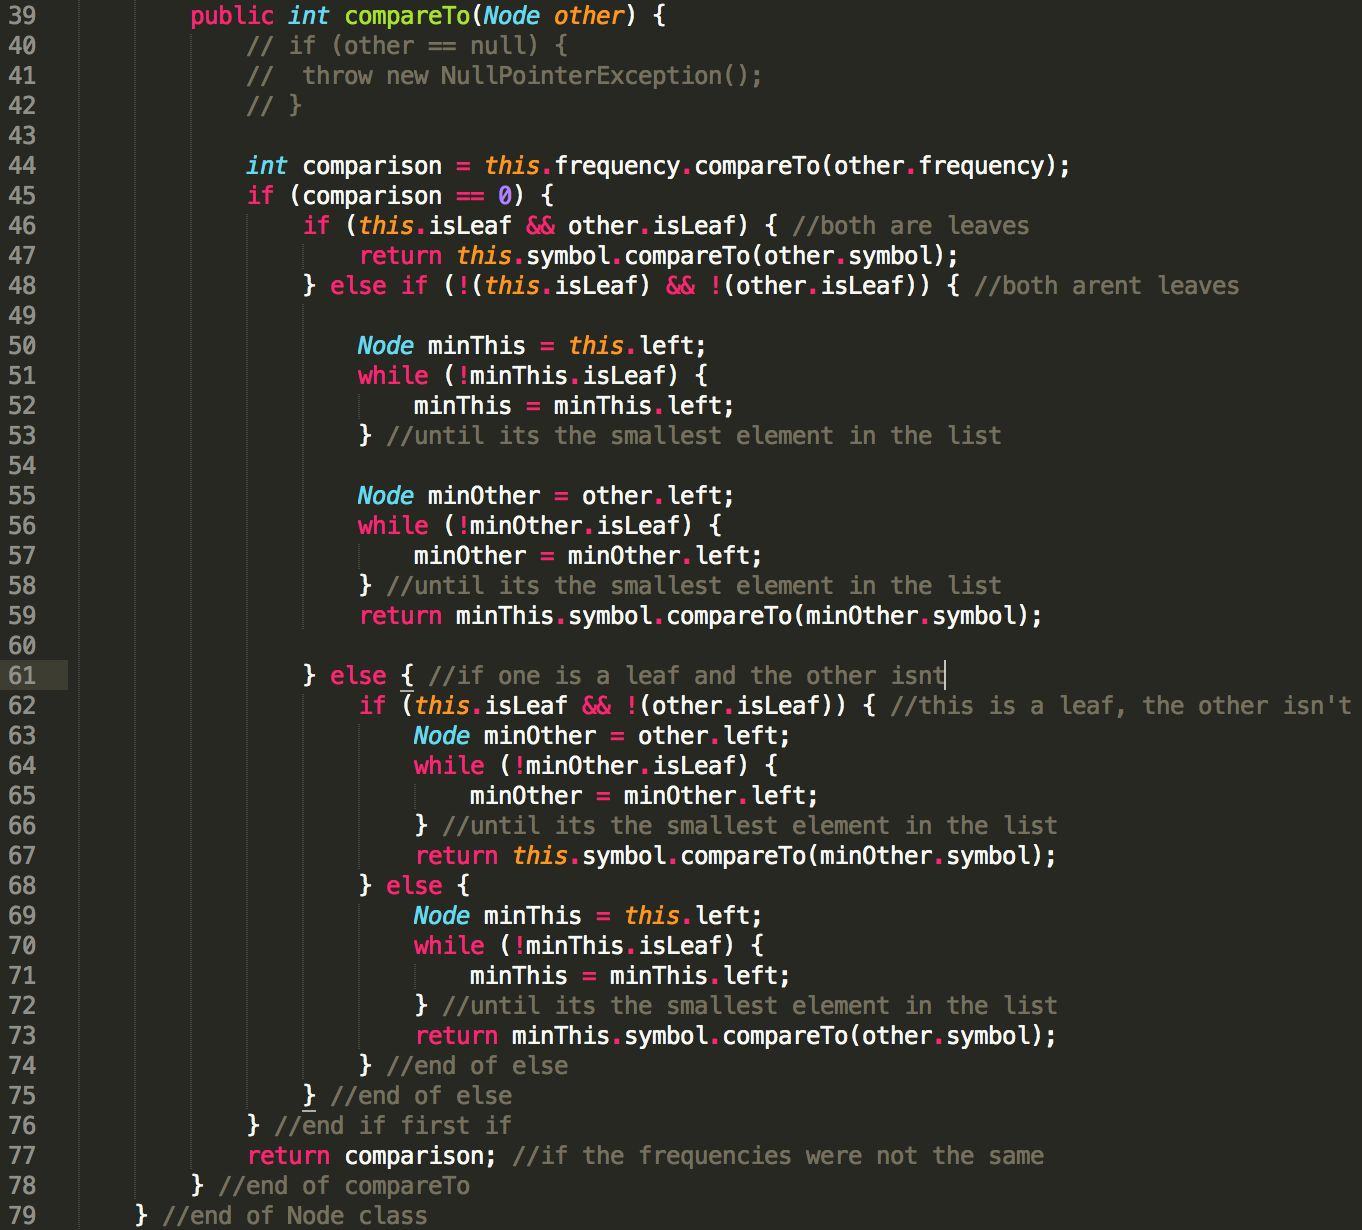 39 public int compareTo(Node other) {
40 // if (other == null) {
41 //  throw new NullPointerException();
42 // }
43
44 int comparison = this.frequency.compareTo(other.frequency);
45 if (comparison == 0) {
46 if (this.isLeaf && other.isLeaf) { //both are leaves
47 return this.symbol.compareTo(other.symbol);
48 } else if (!(this.isLeaf) && !(other.isLeaf)) { //both arent leaves
49
50 Node minThis = this.left;
51 while (!minThis.isLeaf) {
52 minThis = minThis.left;
53 } //until its the smallest element in the list
54
55 Node minOther = other.left;
56 while (!minOther.isLeaf) {
57 minOther = minOther.left;
58 } //until its the smallest element in the list
59 return minThis.symbol.compareTo(minOther.symbol);
60
61 } else { //if one is a leaf and the other isnt
62 if (this.isLeaf && !(other.isLeaf)) { //this is a leaf, the other isn't
63 Node minOther = other.left;
64 while (!minOther.isLeaf) {
65 minOther = minOther.left;
66 } //until its the smallest element in the list
67 return this.symbol.compareTo(minOther.symbol);
68 } else {
69 Node minThis = this.left;
70 while (!minThis.isLeaf) {
71 minThis = minThis.left;
72 } //until its the smallest element in the list
73 return minThis.symbol.compareTo(other.symbol);
74 } //end of else
75 } //end of else
76 } //end if first if
77 return comparison; //if the frequencies were not the same
78 } //end of compareTo
79 } //end of Node class